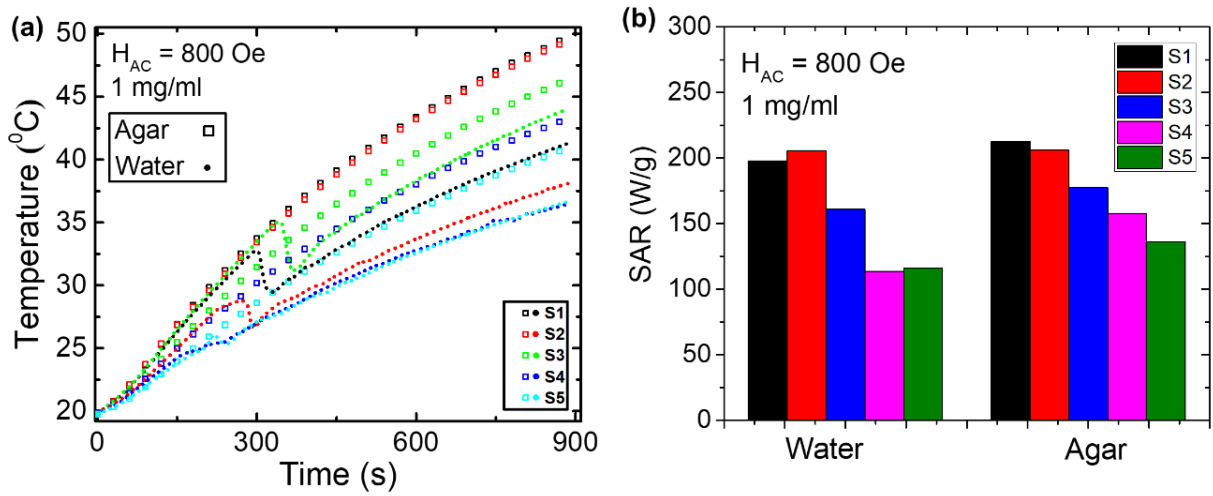 (a)
H_AC = 800 Oe
1 mg/ml
Agar
Water
S1
S2
S3
S4
S5
50
45
40
35
30
25
20
Temperature (⁰C)
0 300 600 900
Time (s)
(b)
H_AC = 800 Oe
1 mg/ml
S1
S2
S3
S4
S5
300
250
200
150
100
50
0
SAR (W/g)
Water Agar